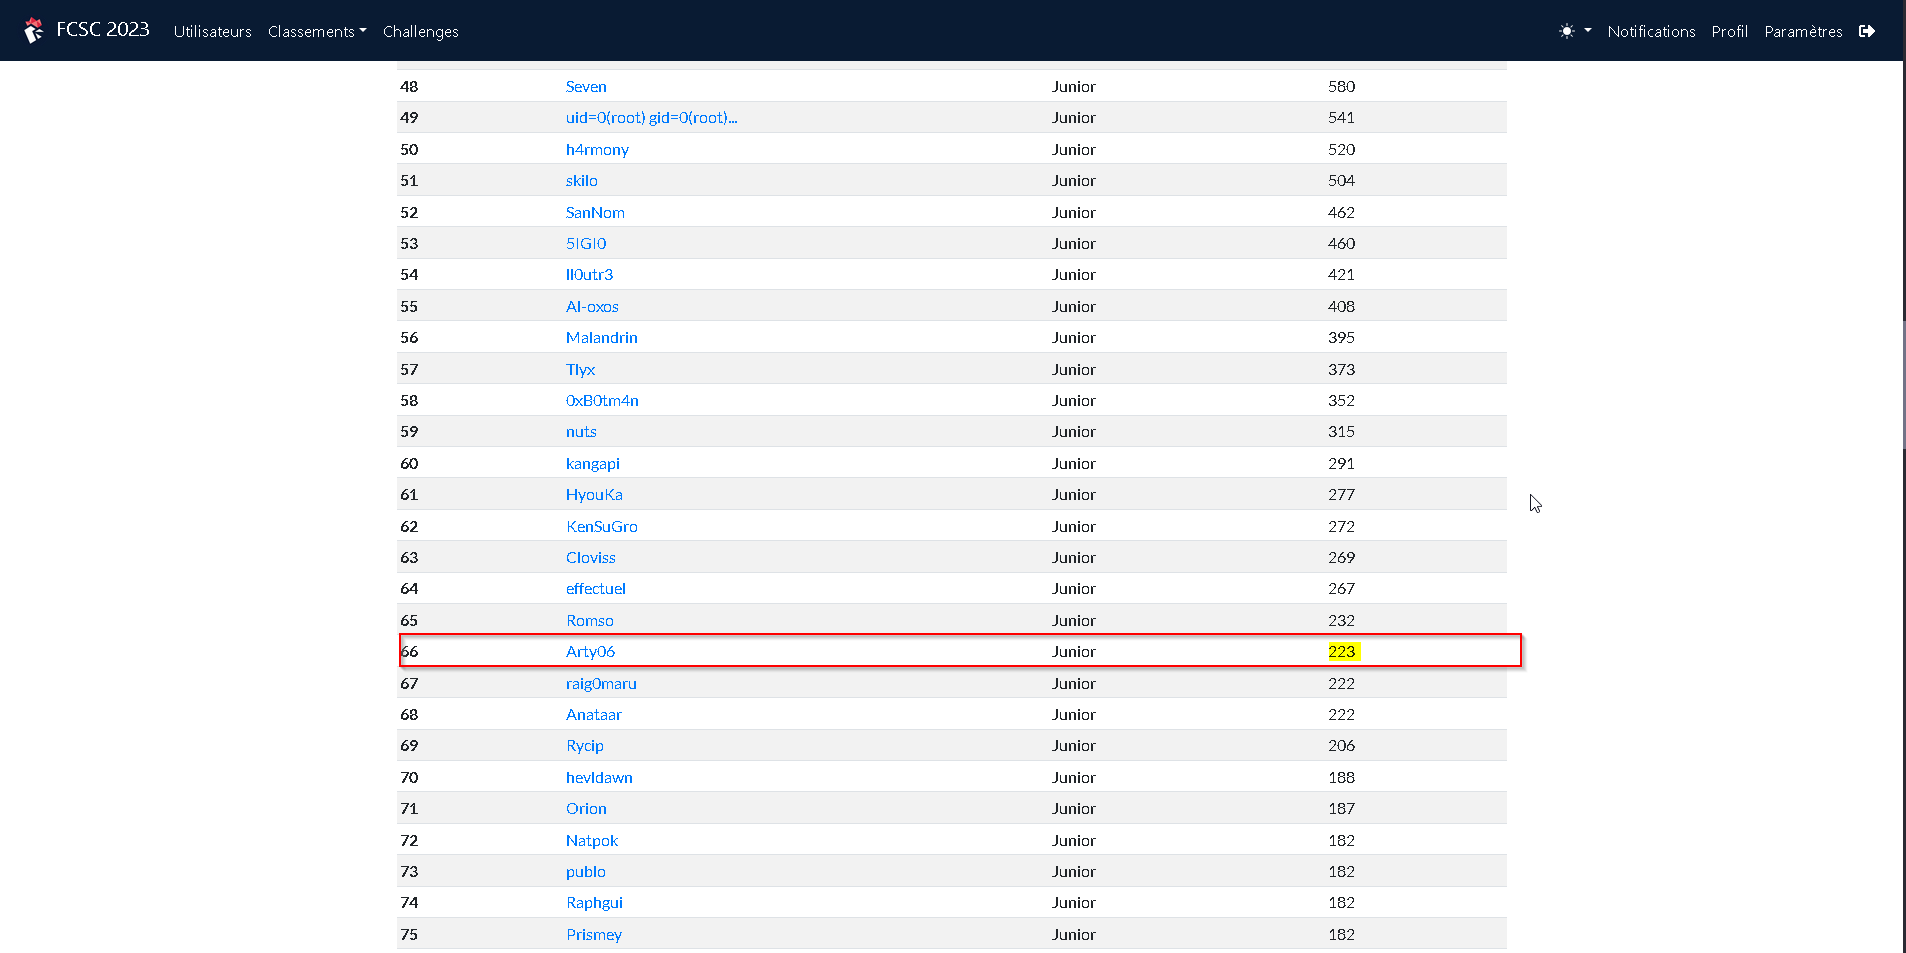 FCSC 2023 Utilisateurs Classements Challenges Notifications Profil Paramètres
48 Seven Junior 580
49 uid=0(root) gid=0(root)... Junior 541
50 h4rmony Junior 520
51 skilo Junior 504
52 SanNom Junior 462
53 5IGI0 Junior 460
54 ll0utr3 Junior 421
55 Al-oxos Junior 408
56 Malandrin Junior 395
57 Tlyx Junior 373
58 0xB0tm4n Junior 352
59 nuts Junior 315
60 kangapi Junior 291
61 HyouKa Junior 277
62 KenSuGro Junior 272
63 Cloviss Junior 269
64 effectuel Junior 267
65 Romso Junior 232
66 Arty06 Junior 223
67 raig0maru Junior 222
68 Anataar Junior 222
69 Rycip Junior 206
70 hevldawn Junior 188
71 Orion Junior 187
72 Natpok Junior 182
73 publo Junior 182
74 Raphgui Junior 182
75 Prismey Junior 182